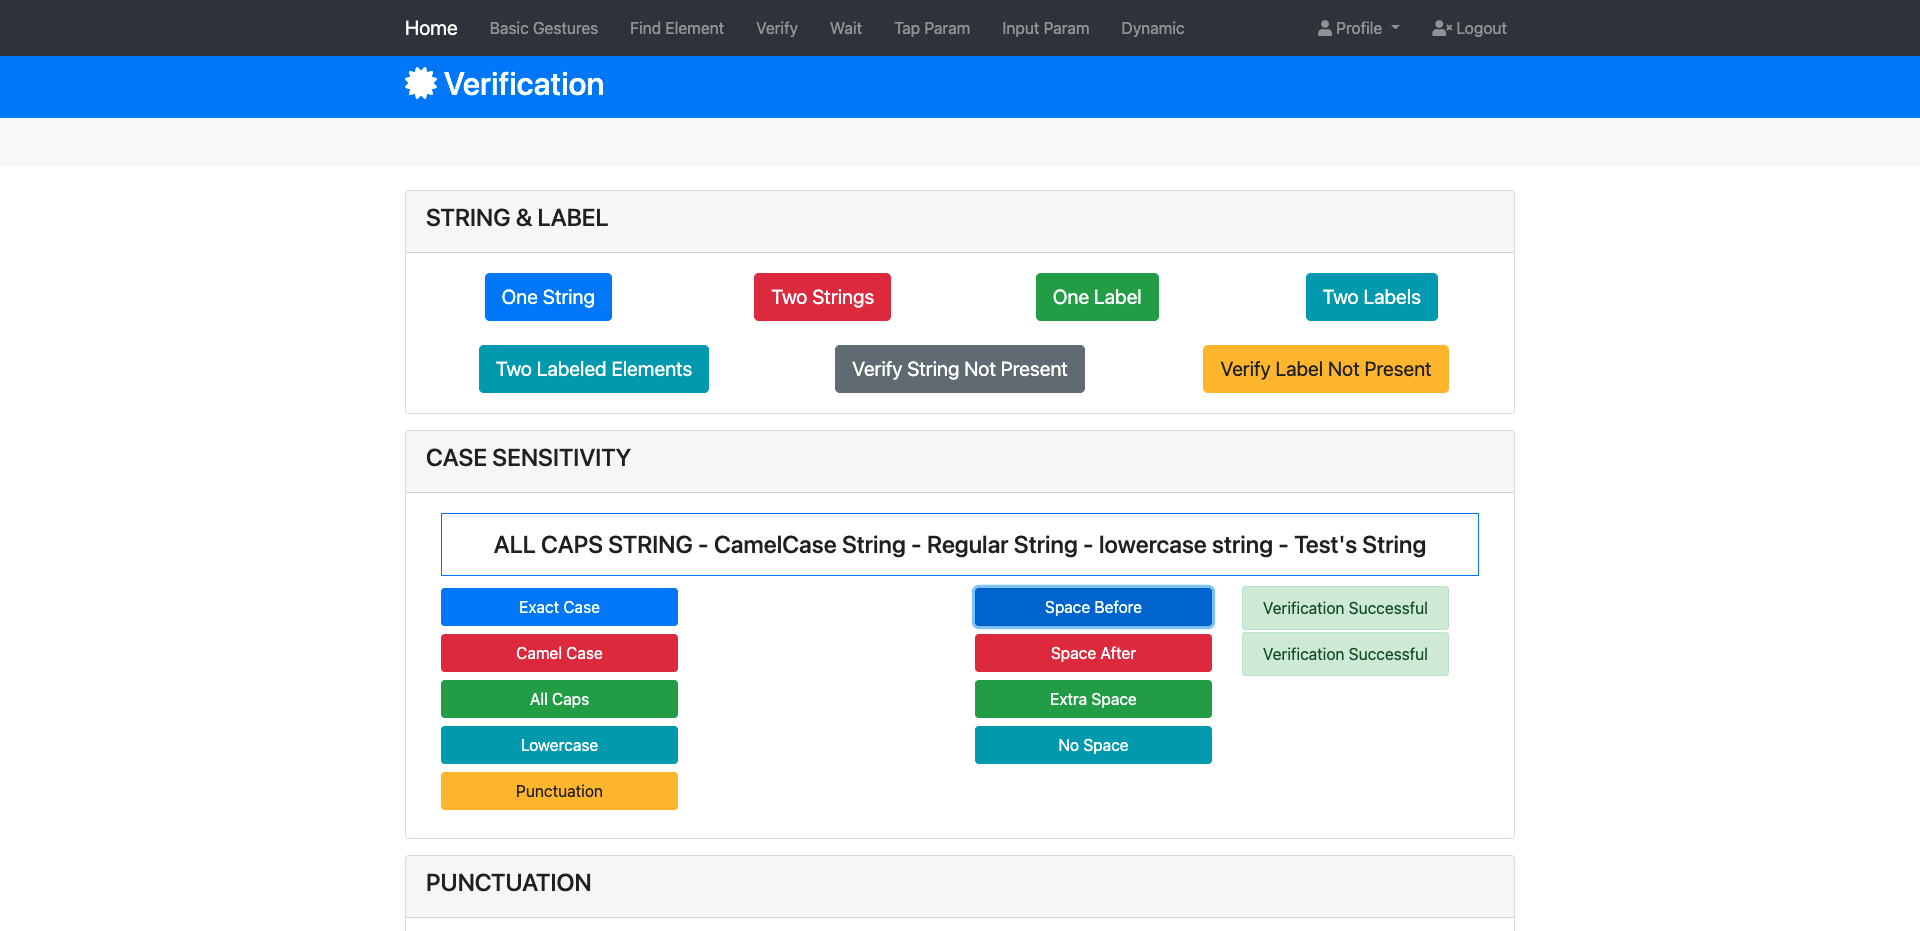 Home Basic Gestures Find Element Verify Wait Tap Param Input Param Dynamic Profile Logout
Verification
STRING & LABEL
One String Two Strings One Label Two Labels
Two Labeled Elements Verify String Not Present Verify Label Not Present
CASE SENSITIVITY
ALL CAPS STRING - CamelCase String - Regular String - lowercase string - Test's String
Exact Case Space Before Verification Successful
Camel Case Space After Verification Successful
All Caps Extra Space
Lowercase No Space
Punctuation
PUNCTUATION